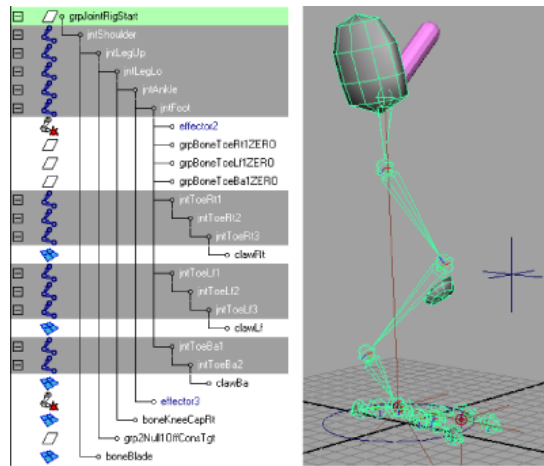 grpJointRigStart
jntShoulder
jntLegUp
jntLegLo
jntAnkle
jntFoot
effector2
grpBoneToeRt1ZERO
grpBoneToeLf1ZERO
grpBoneToeBa1ZERO
jntToeRt1
jntToeRt2
jntToeRt3
clawRt
jntToeLf1
jntToeLf2
jntToeLf3
clawLf
jntToeBa1
jntToeBa2
clawBa
effector3
boneKneeCapRt
grp2Null1OffConsTgt
boneBlade